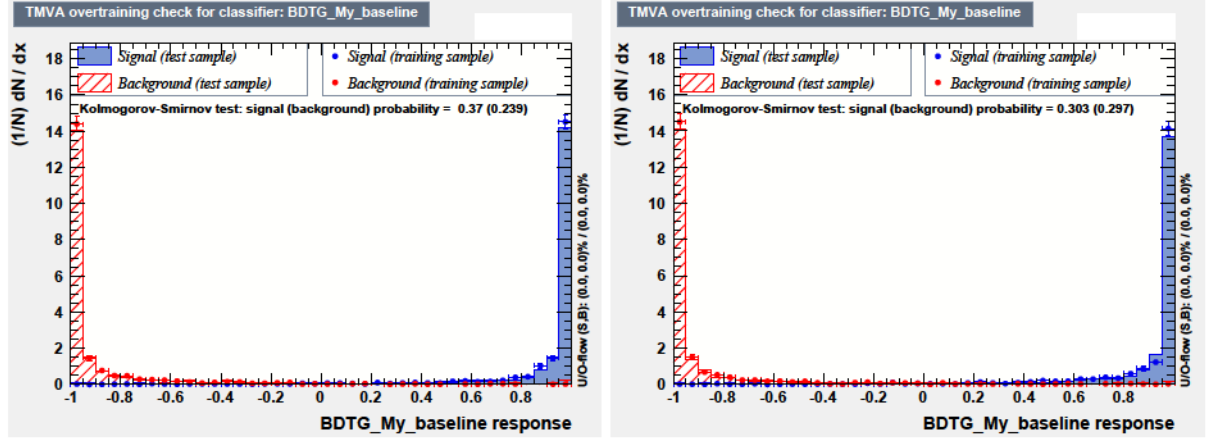 TMVA overtraining check for classifier: BDTG_My_baseline
(1/N) dN / dx
18
16
14
12
10
8
6
4
2
0
Signal (test sample)
Background (test sample)
Signal (training sample)
Background (training sample)
Kolmogorov-Smirnov test: signal (background) probability = 0.37 (0.239)
U/O-flow (S,B): (0.0, 0.0)% / (0.0, 0.0)%
-1 -0.8 -0.6 -0.4 -0.2 0 0.2 0.4 0.6 0.8
BDTG_My_baseline response
TMVA overtraining check for classifier: BDTG_My_baseline
(1/N) dN / dx
18
16
14
12
10
8
6
4
2
0
Signal (test sample)
Background (test sample)
Signal (training sample)
Background (training sample)
Kolmogorov-Smirnov test: signal (background) probability = 0.303 (0.297)
U/O-flow (S,B): (0.0, 0.0)% / (0.0, 0.0)%
-1 -0.8 -0.6 -0.4 -0.2 0 0.2 0.4 0.6 0.8
BDTG_My_baseline response